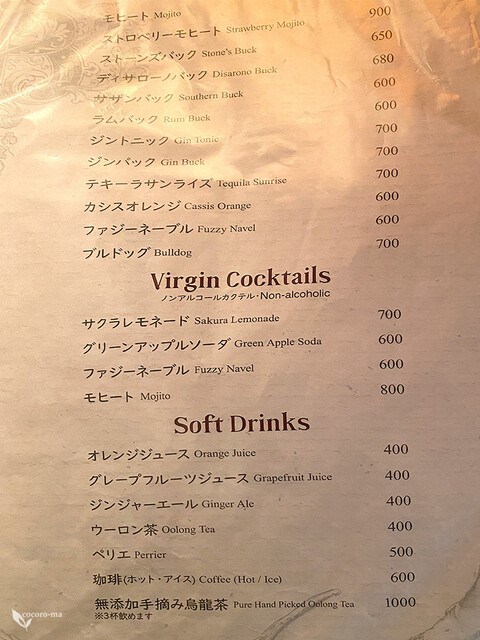 モヒート Mojito
ストロベリーモヒート Strawberry Mojito 900
ストーンズバック Stone's Buck 650
ディサローノバック Disarono Buck 680
サザンバック Southern Buck 600
ラムバック Rum Buck 600
ジントニック Gin Tonic 700
ジンバック Gin Buck 700
テキーラサンライズ Tequila Sunrise 700
カシスオレンジ Cassis Orange 600
ファジーネーブル Fuzzy Navel 600
ブルドッグ Bulldog 700
Virgin Cocktails
ノンアルコールカクテル・Non-alcoholic
サクラレモネード Sakura Lemonade 700
グリーンアップルソーダ Green Apple Soda 600
ファジーネーブル Fuzzy Navel 600
モヒート Mojito 800
Soft Drinks
オレンジジュース Orange Juice 400
グレープフルーツジュース Grapefruit Juice 400
ジンジャーエール Ginger Ale 400
ウーロン茶 Oolong Tea 400
ペリエ Perrier 500
珈琲(ホット・アイス) Coffee (Hot / Ice) 600
無添加手摘み烏龍茶 Pure Hand Picked Oolong Tea 1000
※3杯飲めます
cocoro-ma